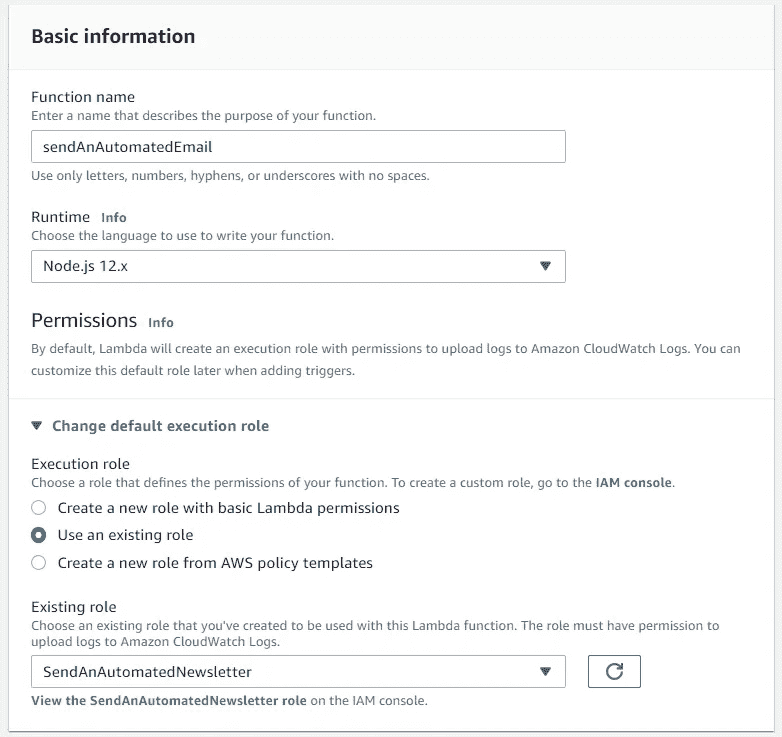 Basic information
Function name
Enter a name that describes the purpose of your function.
sendAnAutomatedEmail
Use only letters, numbers, hyphens, or underscores with no spaces.
Runtime Info
Choose the language to use to write your function.
Node.js 12.x
Permissions Info
By default, Lambda will create an execution role with permissions to upload logs to Amazon CloudWatch Logs. You can
customize this default role later when adding triggers.
Change default execution role
Execution role
Choose a role that defines the permissions of your function. To create a custom role, go to the IAM console.
Create a new role with basic Lambda permissions
Use an existing role
Create a new role from AWS policy templates
Existing role
Choose an existing role that you've created to be used with this Lambda function. The role must have permission to
upload logs to Amazon CloudWatch Logs.
SendAnAutomatedNewsletter
View the SendAnAutomatedNewsletter role on the IAM console.